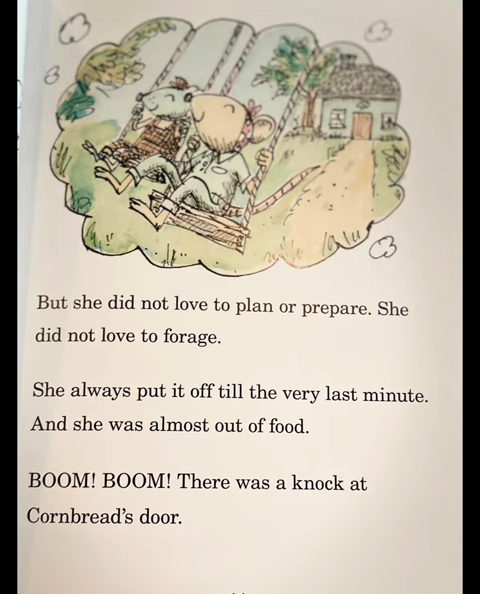 But she did not love to plan or prepare. She
did not love to forage.
She always put it off till the very last minute.
And she was almost out of food.
BOOM! BOOM! There was a knock at
Cornbread's door.